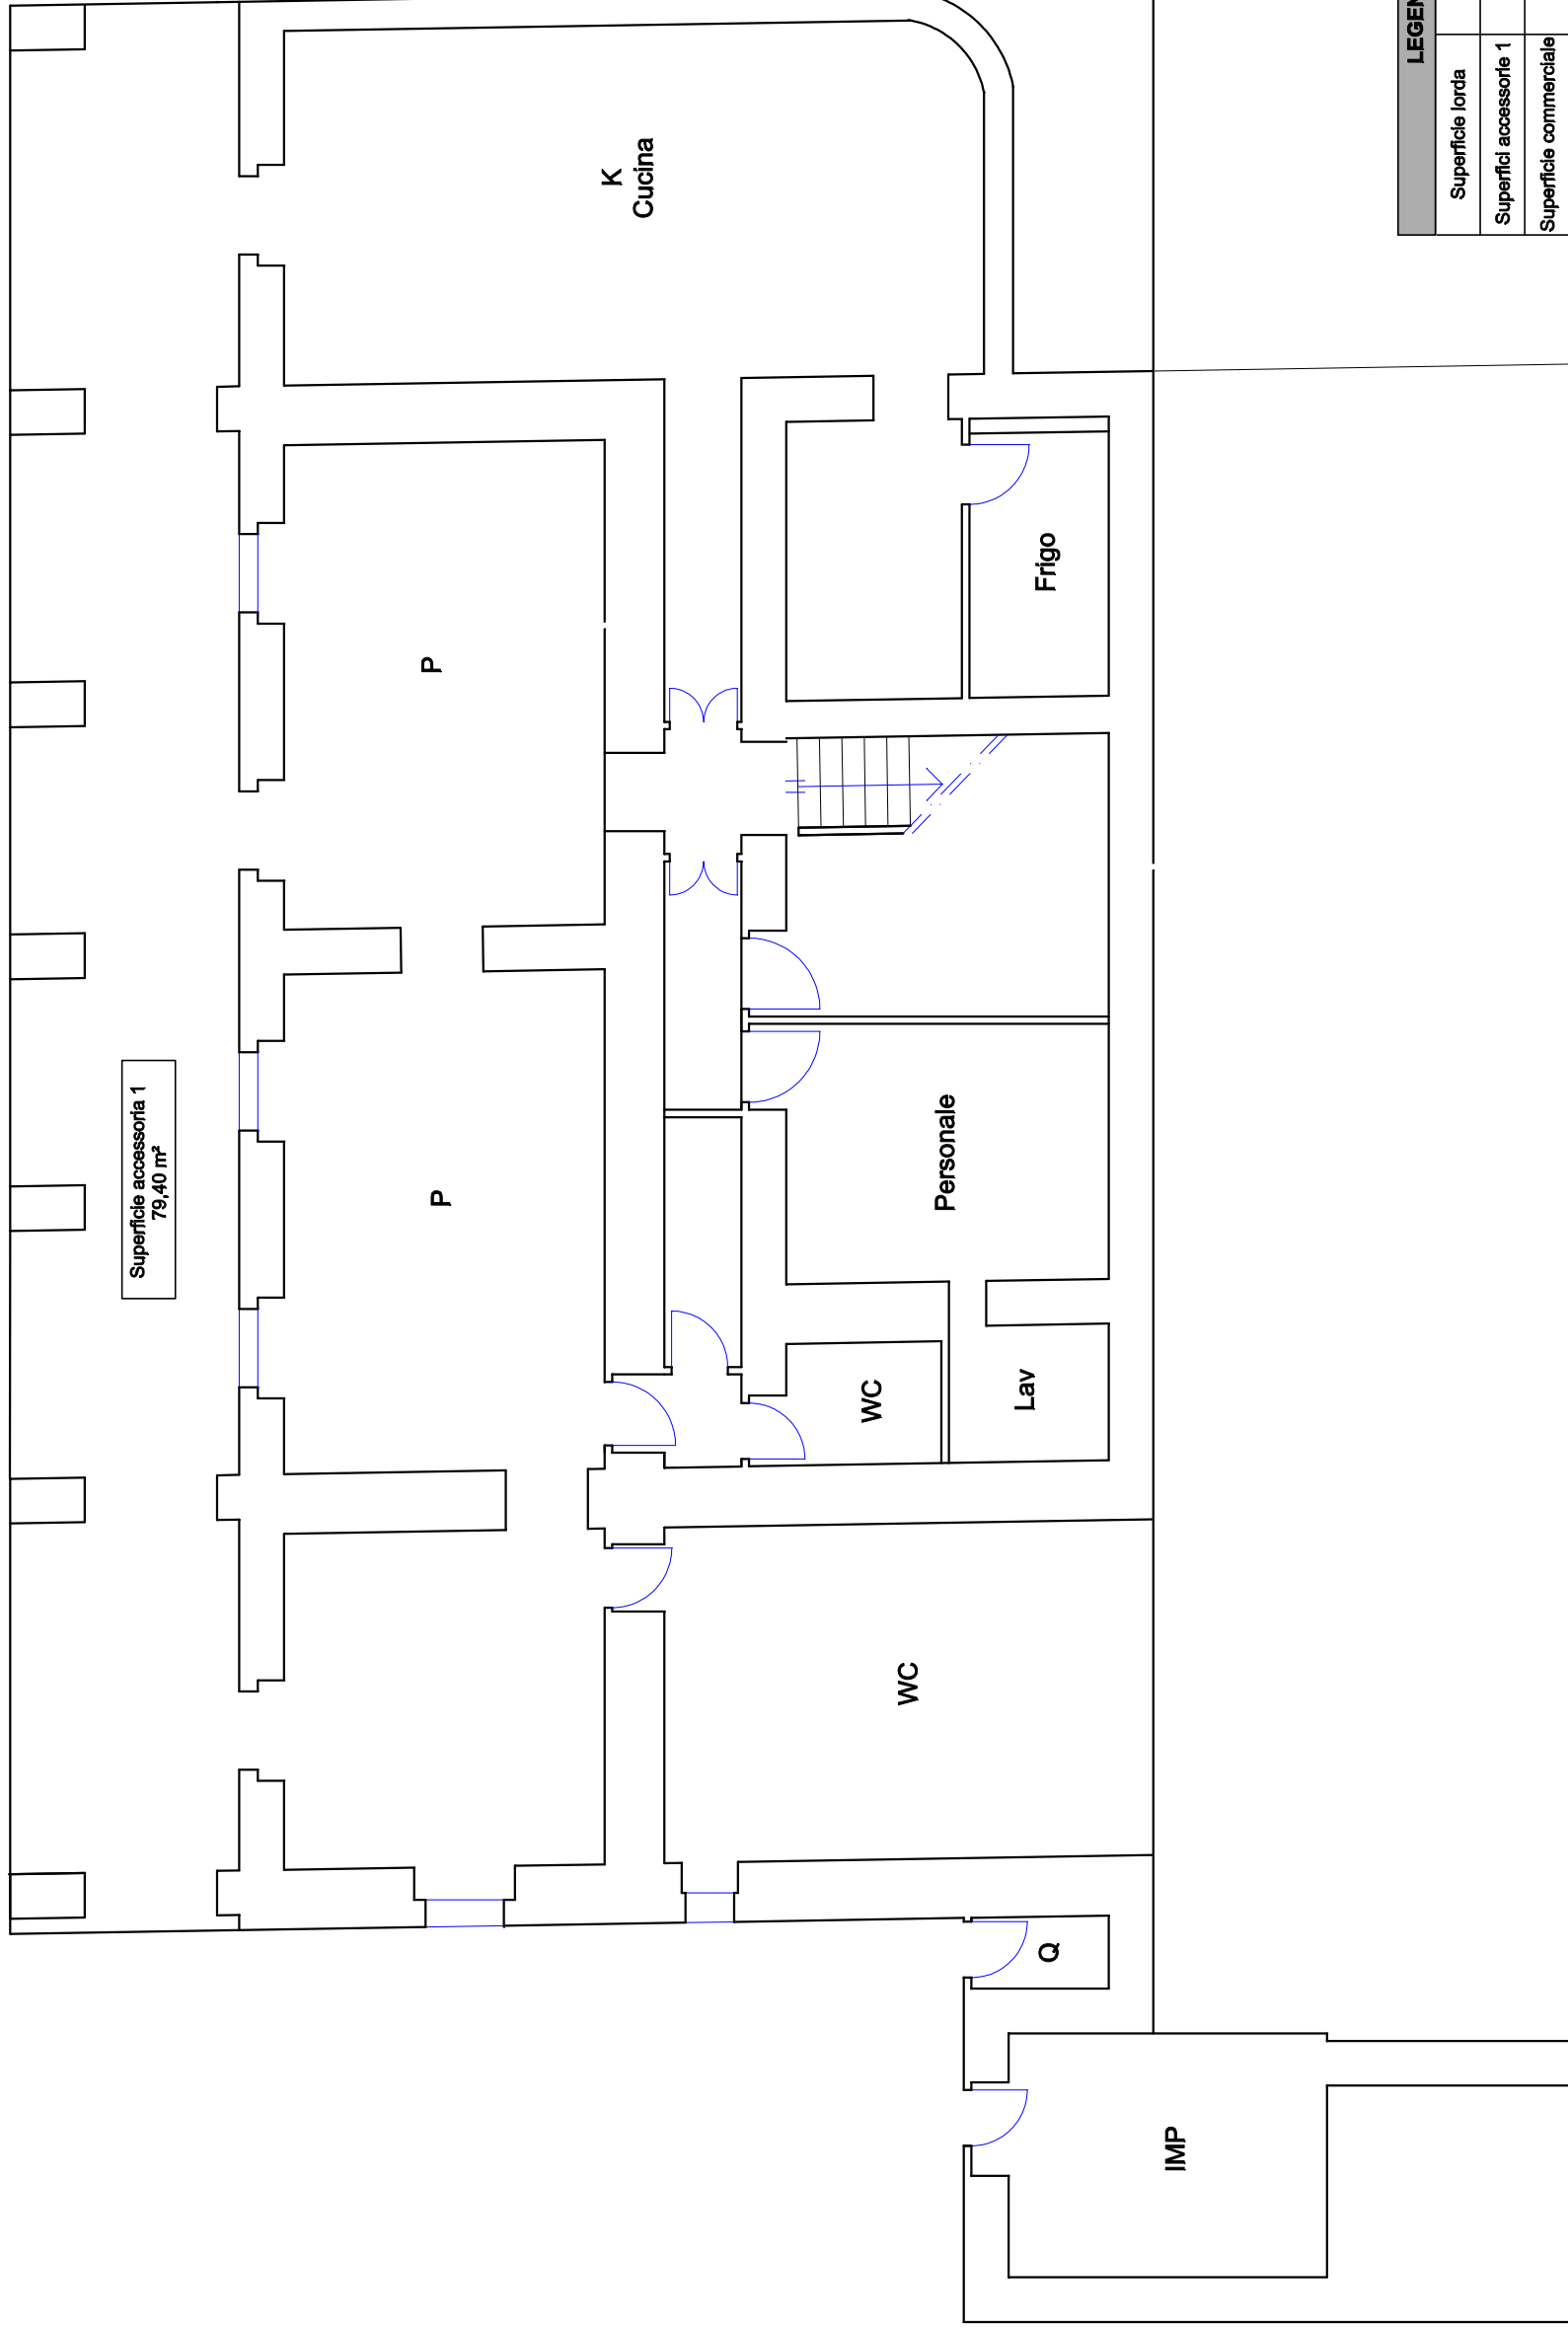 Superficie accessoria 1
79,40 m²
K
Cucina
P
P
Frigo
Personale
WC
Lav
WC
Q
IMP
Superficie lorda
Superfici accessorie 1
Superficie commerciale